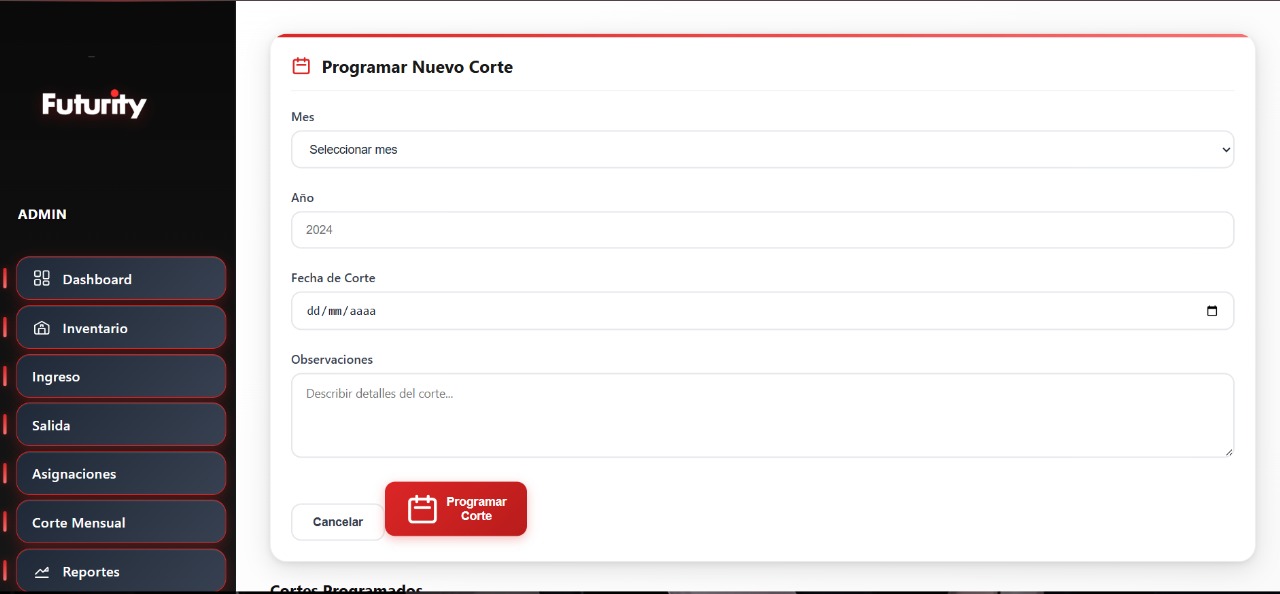 Futurity
ADMIN
Dashboard
Inventario
Ingreso
Salida
Asignaciones
Corte Mensual
Reportes
Programar Nuevo Corte
Mes
Seleccionar mes
Año
2024
Fecha de Corte
dd/mm/aaaa
Observaciones
Describir detalles del corte...
Cancelar
Programar
Corte
Cortes Programados